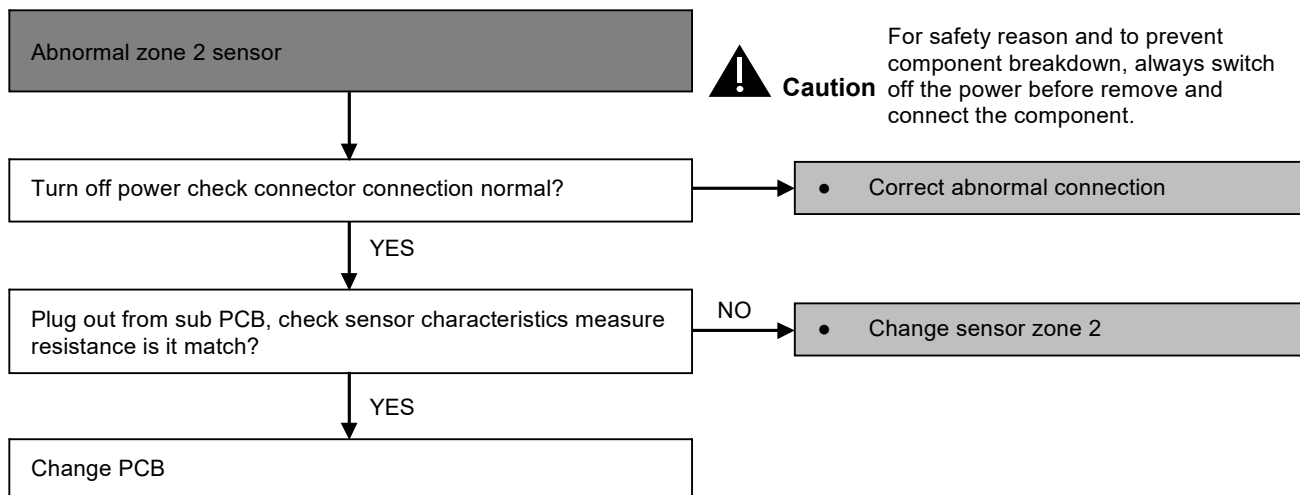 Abnormal zone 2 sensor
Caution
For safety reason and to prevent
component breakdown, always switch
off the power before remove and
connect the component.
Turn off power check connector connection normal?
● Correct abnormal connection
YES
Plug out from sub PCB, check sensor characteristics measure
resistance is it match?
NO
● Change sensor zone 2
YES
Change PCB